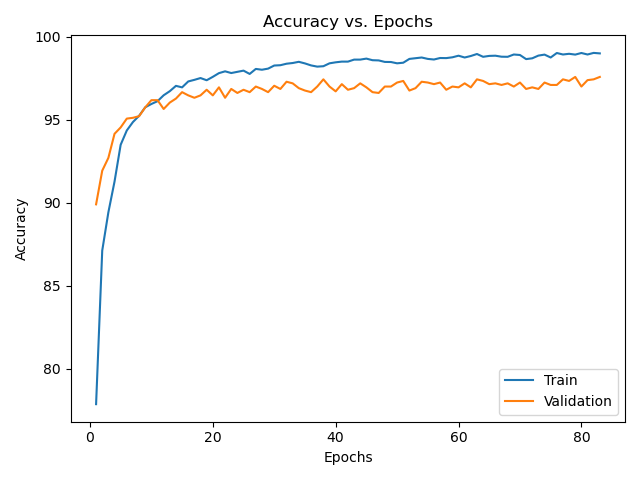 Accuracy vs. Epochs
100
95
90
85
80
Accuracy
0 20 40 60 80
Epochs
Train
Validation